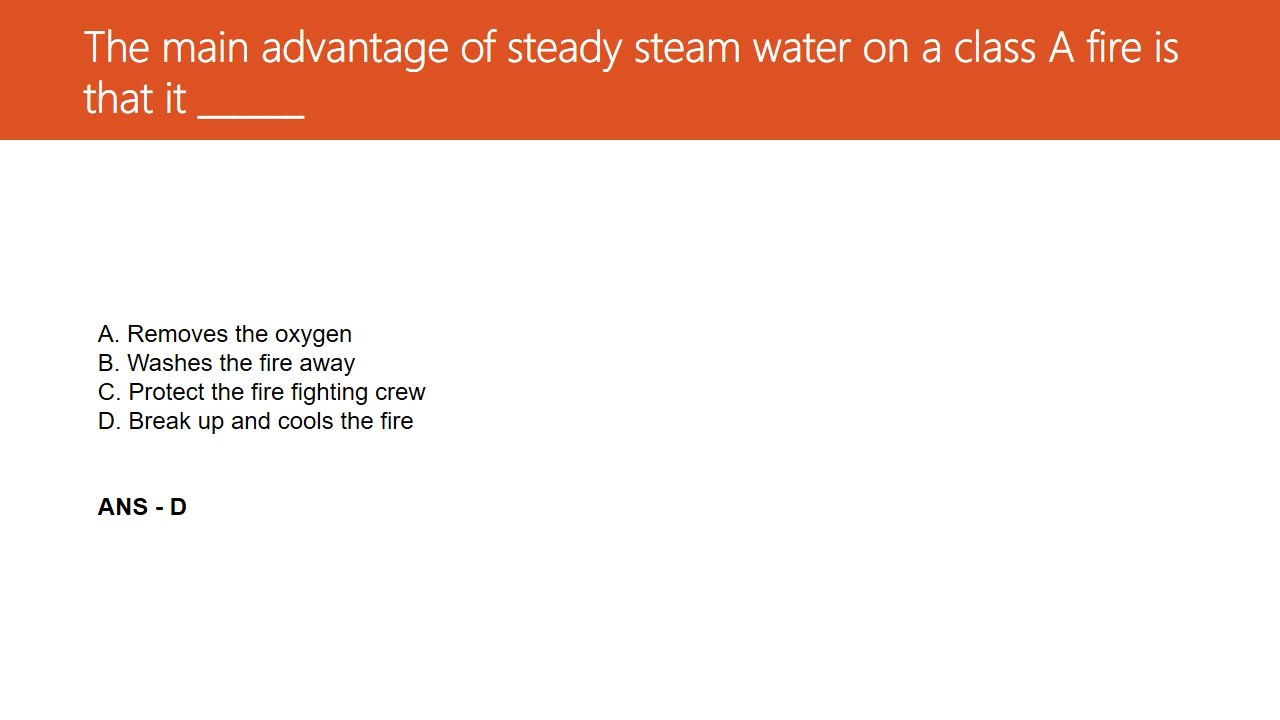 The main advantage of steady steam water on a class A fire is
that it ______
A. Removes the oxygen
B. Washes the fire away
C. Protect the fire fighting crew
D. Break up and cools the fire
ANS - D